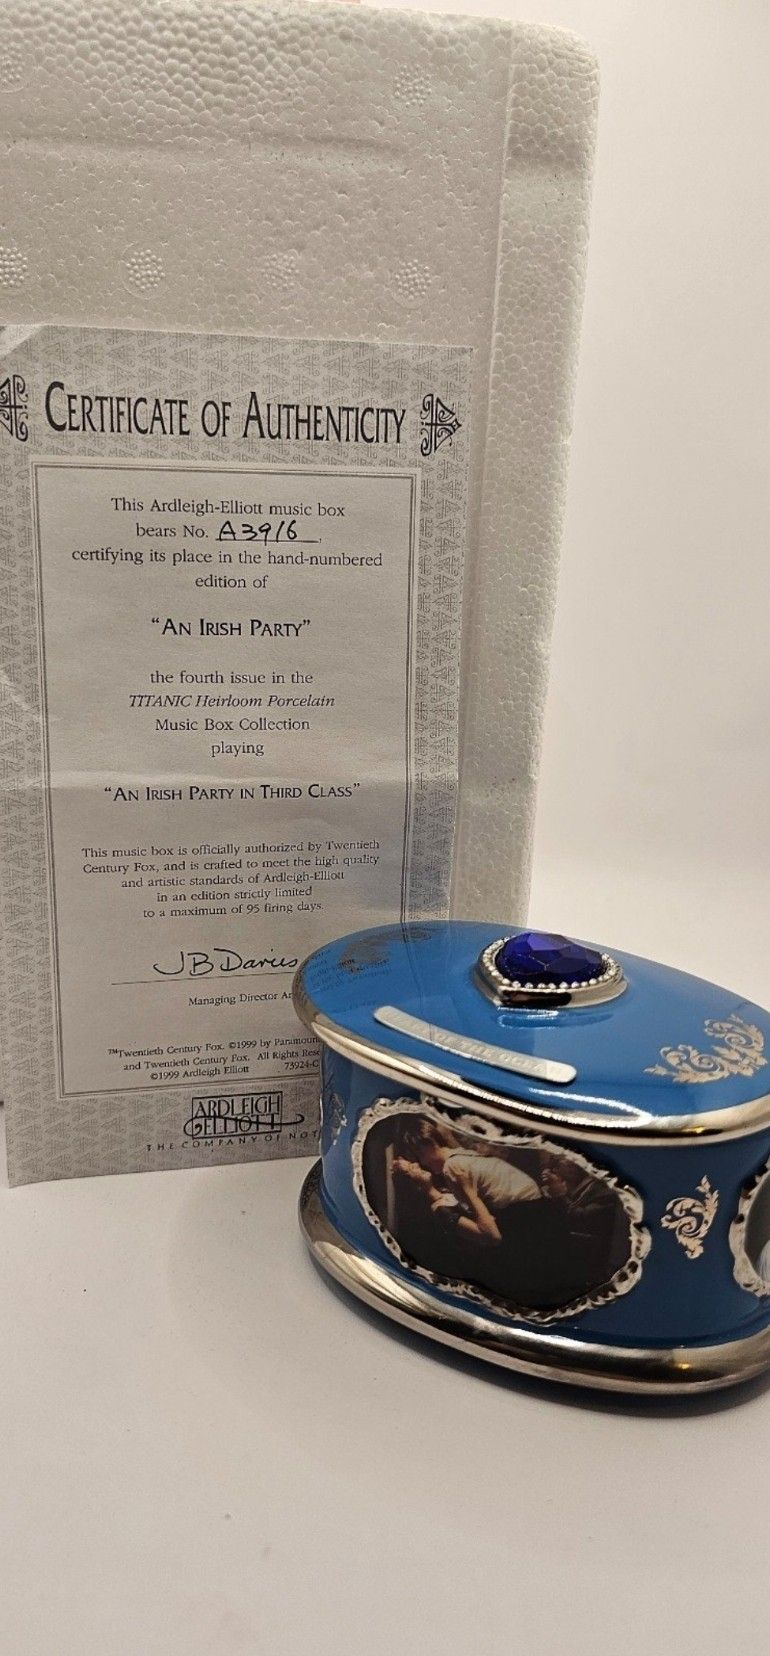 CERTIFICATE OF AUTHENTICITY
This Ardleigh-Elliott music box
bears No. A3916,
certifying its place in the hand-numbered
edition of
"AN IRISH PARTY"
the fourth issue in the
TITANIC Heirloom Porcelain
Music Box Collection
playing
"AN IRISH PARTY IN THIRD CLASS"
This music box is officially authorized by Twentieth
Century Fox, and is crafted to meet the high quality
and artistic standards of Ardleigh-Elliott
in an edition strictly limited
to a maximum of 95 firing days.
JB Davies
Managing Director
™Twentieth Century Fox. ©1999 by Paramount
and Twentieth Century Fox. All Rights
©1999 Ardleigh Elliott 73924-C
ARDLEIGH
ELLIOTT
THE COMPANY OF